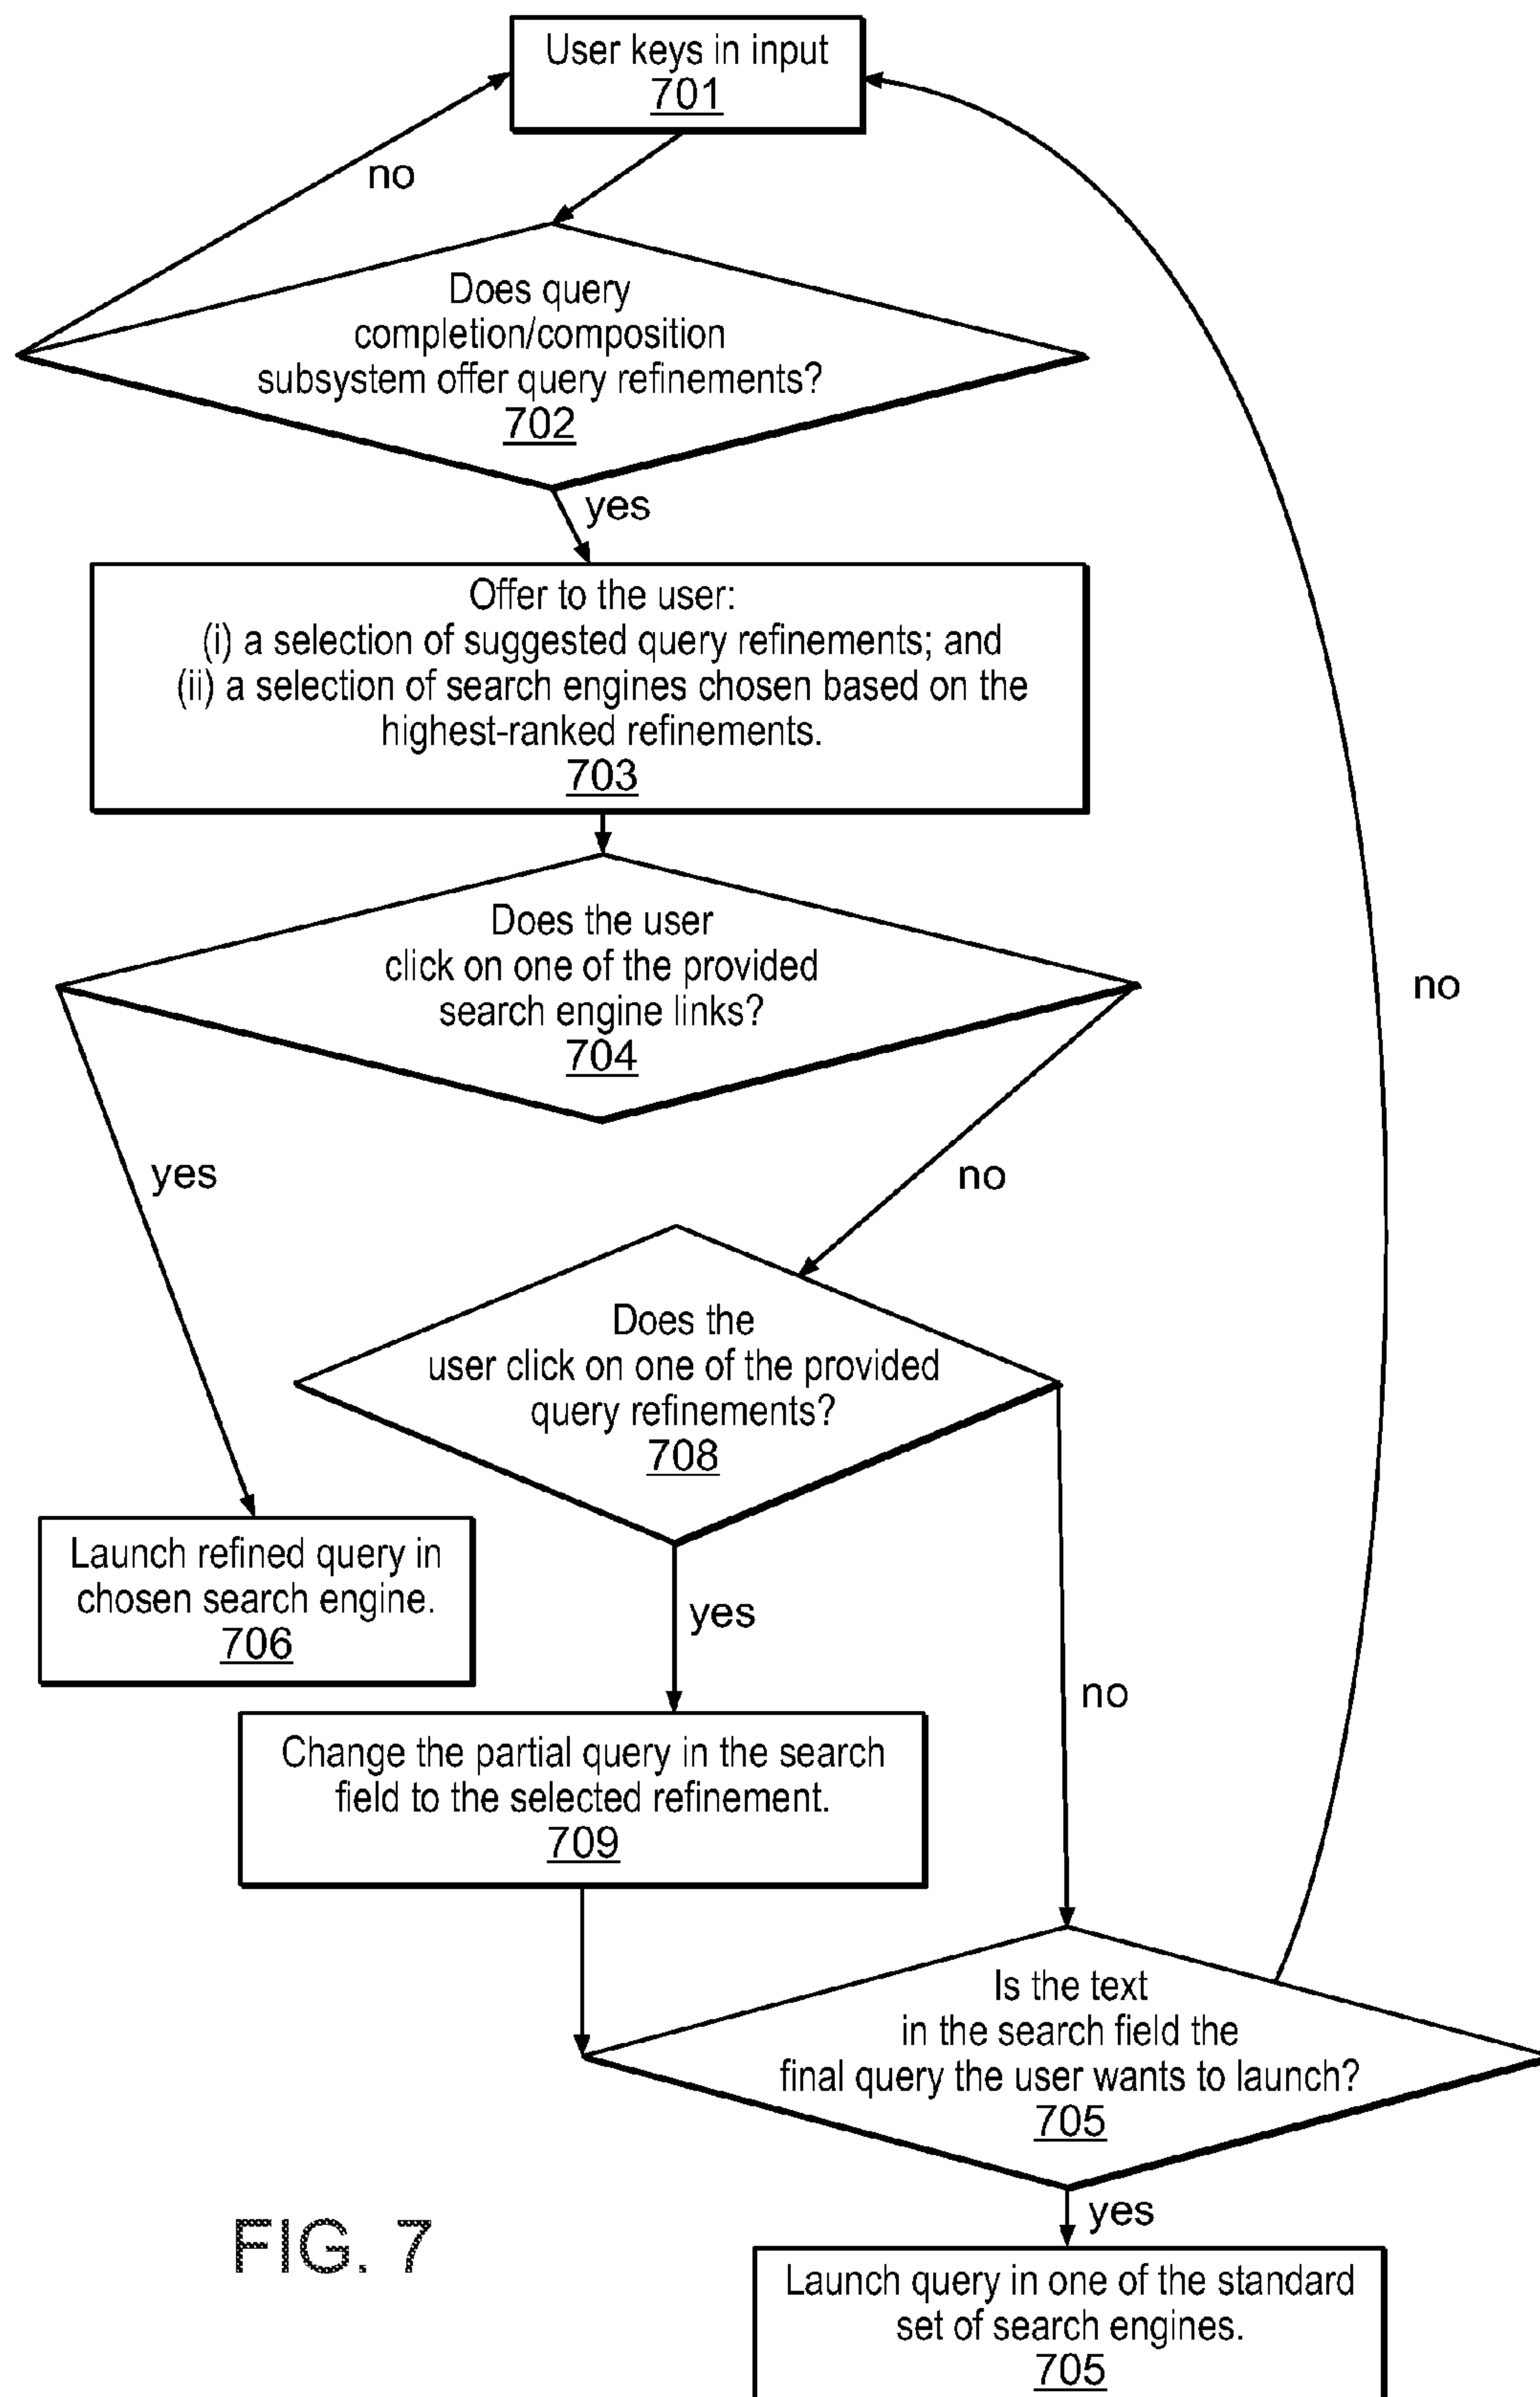 User keys in input
701
no
Does query
completion/composition
subsystem offer query refinements?
702
yes
Offer to the user:
(i) a selection of suggested query refinements; and
(ii) a selection of search engines chosen based on the
highest-ranked refinements.
703
Does the user
click on one of the provided
search engine links?
704
no
yes
no
Does the
user click on one of the provided
query refinements?
708
Launch refined query in
chosen search engine.
706
yes
no
Change the partial query in the search
field to the selected refinement.
709
Is the text
in the search field the
final query the user wants to launch?
705
yes
FIG. 7
Launch query in one of the standard
set of search engines.
705